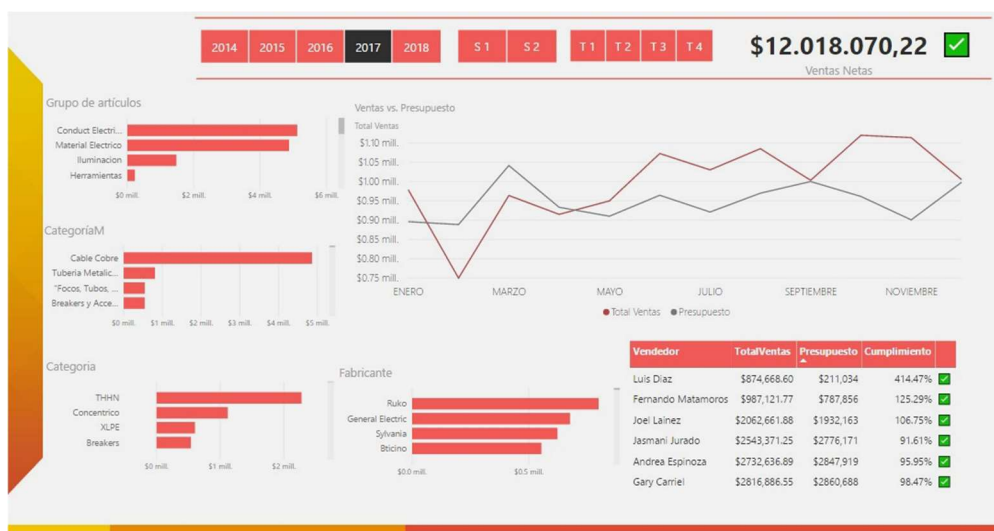 2014 2015 2016 2017 2018 S 1 S 2 T 1 T 2 T 3 T 4
$12.018.070,22
Ventas Netas
Grupo de artículos
Conduct Electri...
Material Electrico
Iluminacion
Herramientas
$0 mill. $2 mill. $4 mill. $6 mill.
Ventas vs. Presupuesto
Total Ventas
$1.10 mill.
$1.05 mill.
$1.00 mill.
$0.95 mill.
$0.90 mill.
$0.85 mill.
$0.80 mill.
$0.75 mill.
ENERO MARZO MAYO JULIO SEPTIEMBRE NOVIEMBRE
Total Ventas Presupuesto
CategoríaM
Cable Cobre
Tuberia Metalic...
"Focos, Tubos, ...
Breakers y Acce...
$0 mill. $1 mill. $2 mill. $3 mill. $4 mill. $5 mill.
Categoria
THHN
Concentrico
XLPE
Breakers
$0 mill. $1 mill. $2 mill.
Fabricante
Ruko
General Electric
Sylvania
Bticino
$0.0 mill. $0.5 mill.
Vendedor TotalVentas Presupuesto Cumplimiento
Luis Diaz $874,668.60 $211,034 414.47%
Fernando Matamoros $987,121.77 $787,856 125.29%
Joel Lainez $2062,661.88 $1932,163 106.75%
Jasmani Jurado $2543,371.25 $2776,171 91.61%
Andrea Espinoza $2732,636.89 $2847,919 95.95%
Gary Carriel $2816,886.55 $2860,688 98.47%